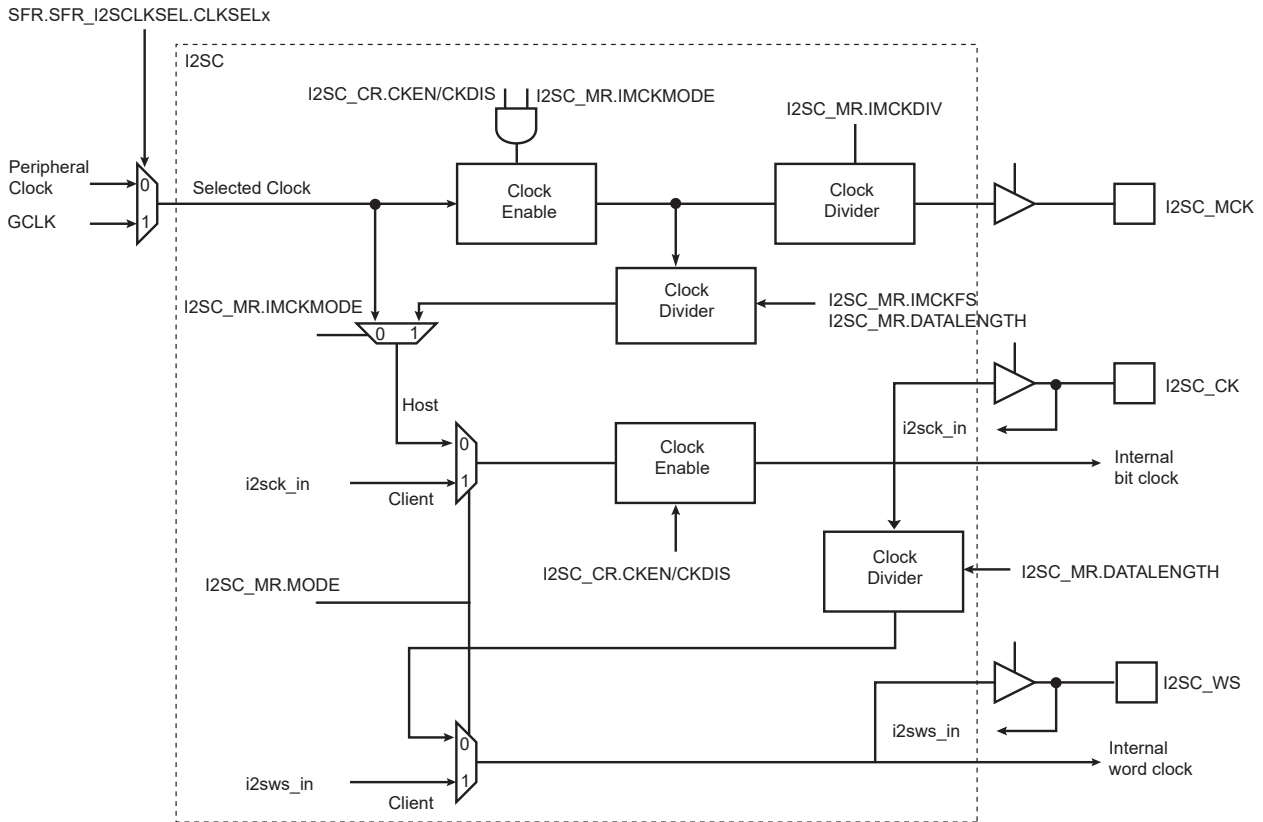 SFR.SFR_I2SCLKSEL.CLKSELx
I2SC
I2SC_CR.CKEN/CKDIS
I2SC_MR.IMCKMODE
I2SC_MR.IMCKDIV
Peripheral
Clock
0
GCLK
1
Selected Clock
Clock
Enable
Clock
Divider
I2SC_MCK
I2SC_MR.IMCKMODE
0 1
Clock
Divider
I2SC_MR.IMCKFS
I2SC_MR.DATALENGTH
I2SC_CK
Host
i2sck_in
0
Clock
Enable
Internal
bit clock
i2sck_in
1
Client
I2SC_CR.CKEN/CKDIS
Clock
Divider
I2SC_MR.DATALENGTH
I2SC_MR.MODE
I2SC_WS
i2sws_in
0
Internal
word clock
i2sws_in
1
Client